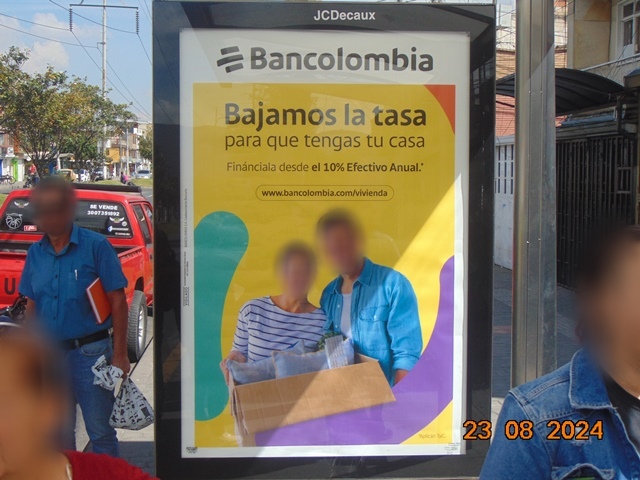 JCDecaux
Bancolombia
Bajamos la tasa
para que tengas tu casa
Fináncíala desde el 10% Efectivo Anual.*
www.bancolombia.com/vivienda
SE VENDE
23 08 2024